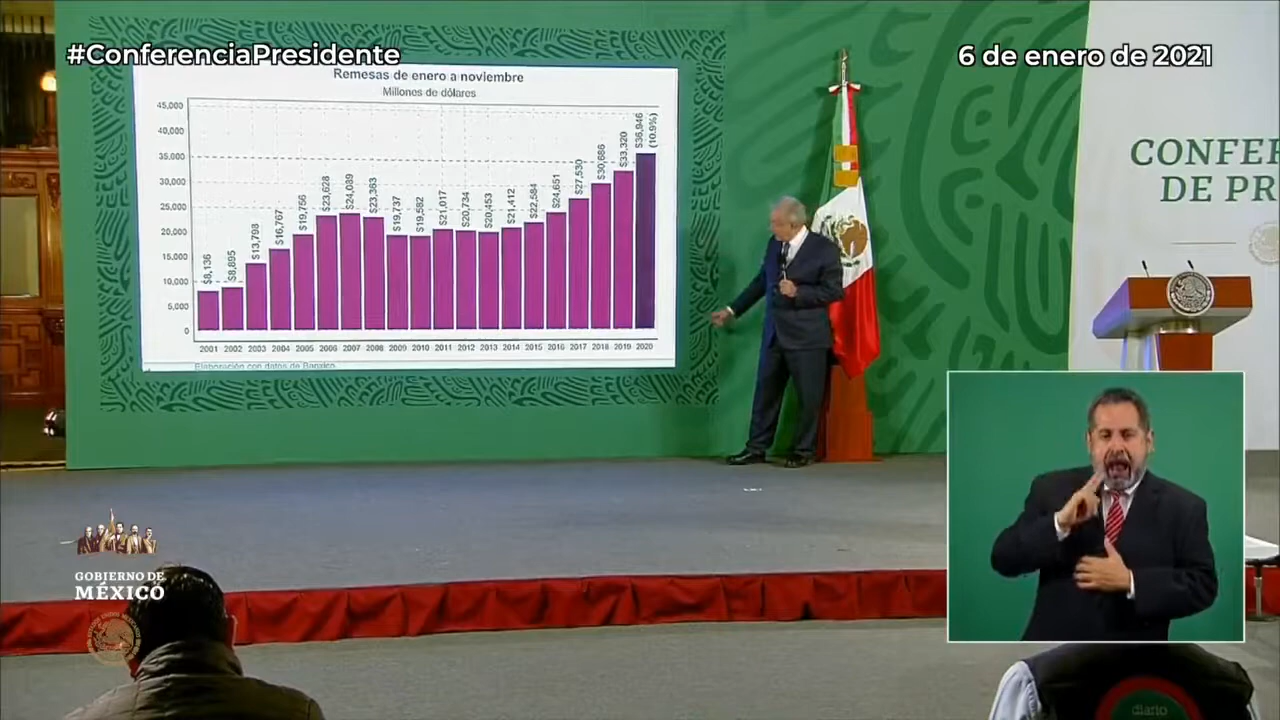 #ConferenciaPresidente
6 de enero de 2021
Remesas de enero a noviembre
Millones de dólares
45,000
40,000
35,000
30,000
25,000
20,000
15,000
10,000
5,000
0
$8,136
$8,895
$13,798
$16,767
$19,756
$23,628
$24,089
$23,363
$19,737
$19,582
$21,017
$20,734
$20,453
$21,412
$22,584
$24,651
$27,530
$30,686
$33,320
$36,946
(10.9%)
2001 2002 2003 2004 2005 2006 2007 2008 2009 2010 2011 2012 2013 2014 2015 2016 2017 2018 2019 2020
Elaboración con datos de Banxico.
CONFE
DE PR
GOBIERNO DE
MÉXICO
diario